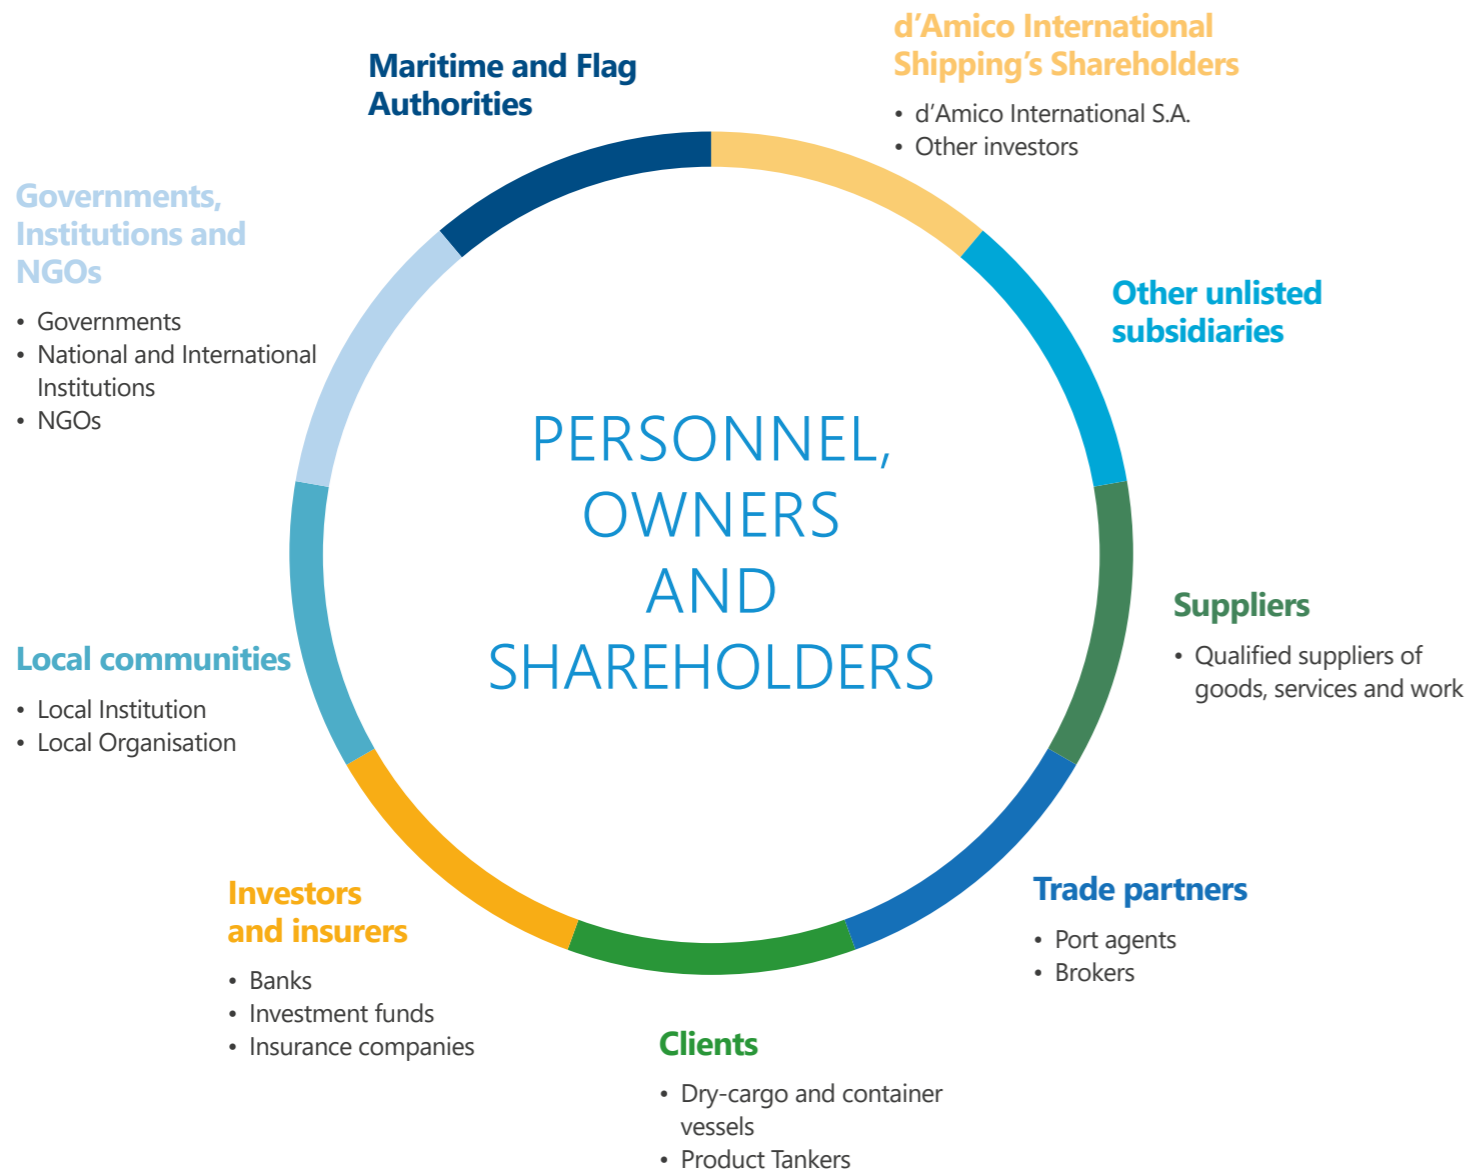 d’Amico International
Shipping’s Shareholders
• d’Amico International S.A.
• Other investors
Other unlisted
subsidiaries
Suppliers
• Qualified suppliers of
goods, services and work
Trade partners
• Port agents
• Brokers
Clients
• Dry-cargo and container
vessels
• Product Tankers
Investors
and insurers
• Banks
• Investment funds
• Insurance companies
Local communities
• Local Institution
• Local Organisation
Governments,
Institutions and
NGOs
• Governments
• National and International
Institutions
• NGOs
Maritime and Flag
Authorities
PERSONNEL,
OWNERS
AND
SHAREHOLDERS